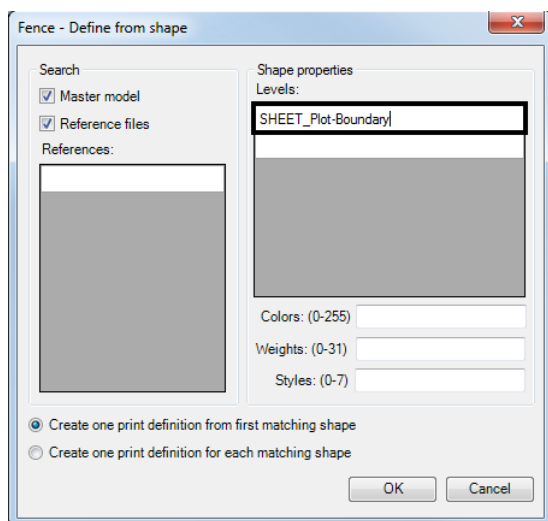 Fence - Define from shape
Search
Master model
Reference files
References:
Shape properties
Levels:
SHEET_Plot-Boundary
Colors: (0-255)
Weights: (0-31)
Styles: (0-7)
Create one print definition from first matching shape
Create one print definition for each matching shape
OK
Cancel